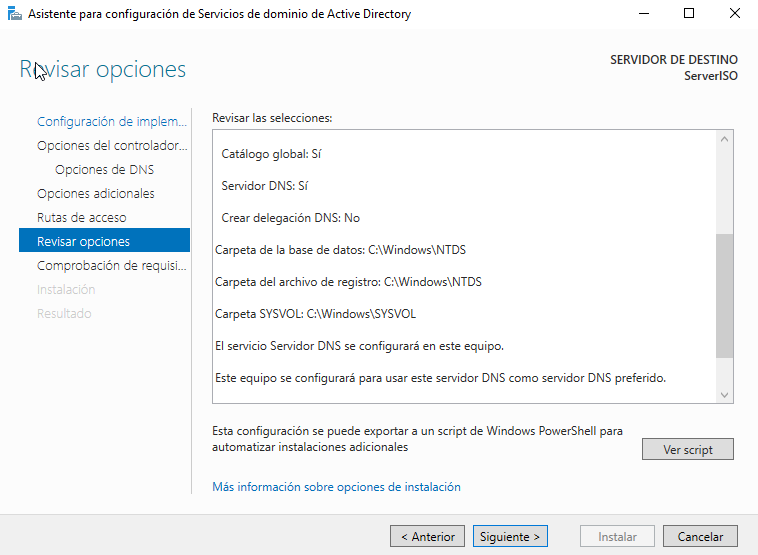 Asistente para configuración de Servicios de dominio de Active Directory
Revisar opciones
SERVIDOR DE DESTINO
ServerISO
Configuración de implem...
Opciones del controlador...
Opciones de DNS
Opciones adicionales
Rutas de acceso
Revisar opciones
Comprobación de requisi...
Instalación
Resultado
Revisar las selecciones:
Catálogo global: Sí
Servidor DNS: Sí
Crear delegación DNS: No
Carpeta de la base de datos: C:\Windows\NTDS
Carpeta del archivo de registro: C:\Windows\NTDS
Carpeta SYSVOL: C:\Windows\SYSVOL
El servicio Servidor DNS se configurará en este equipo.
Este equipo se configurará para usar este servidor DNS como servidor DNS preferido.
Esta configuración se puede exportar a un script de Windows PowerShell para
automatizar instalaciones adicionales
Ver script
Más información sobre opciones de instalación
< Anterior
Siguiente >
Instalar
Cancelar